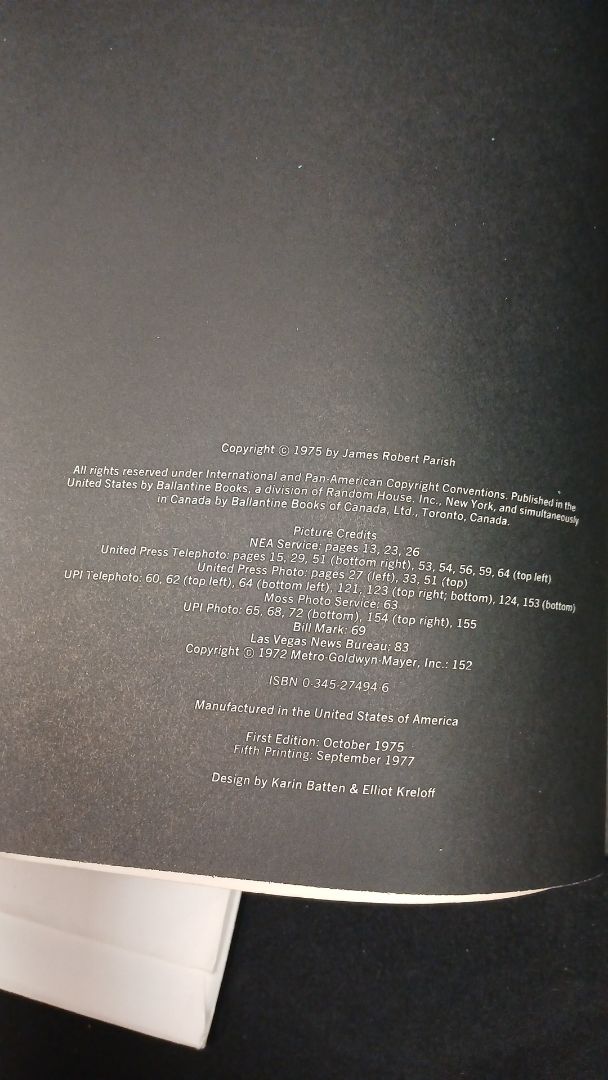 Copyright © 1975 by James Robert Parish
All rights reserved under International and Pan-American Copyright Conventions. Published in the
United States by Ballantine Books, a division of Random House, Inc., New York, and simultaneously
in Canada by Ballantine Books of Canada, Ltd., Toronto, Canada.
Picture Credits
NEA Service: pages 13, 23, 26
United Press Telephoto: pages 15, 29, 51 (bottom right), 53, 54, 56, 59, 64 (top left)
United Press Photo: pages 27 (left), 33, 51 (top)
UPI Telephoto: 60, 62 (top left), 64 (bottom left), 121, 123 (top right; bottom), 124, 153 (bottom)
Moss Photo Service: 63
UPI Photo: 65, 68, 72 (bottom), 154 (top right), 155
Bill Mark: 69
Las Vegas News Bureau: 83
Copyright © 1972 Metro-Goldwyn-Mayer, Inc.: 152
ISBN 0-345-27494 6
Manufactured in the United States of America
First Edition: October 1975
Fifth Printing: September 1977
Design by Karin Batten & Elliot Kreloff